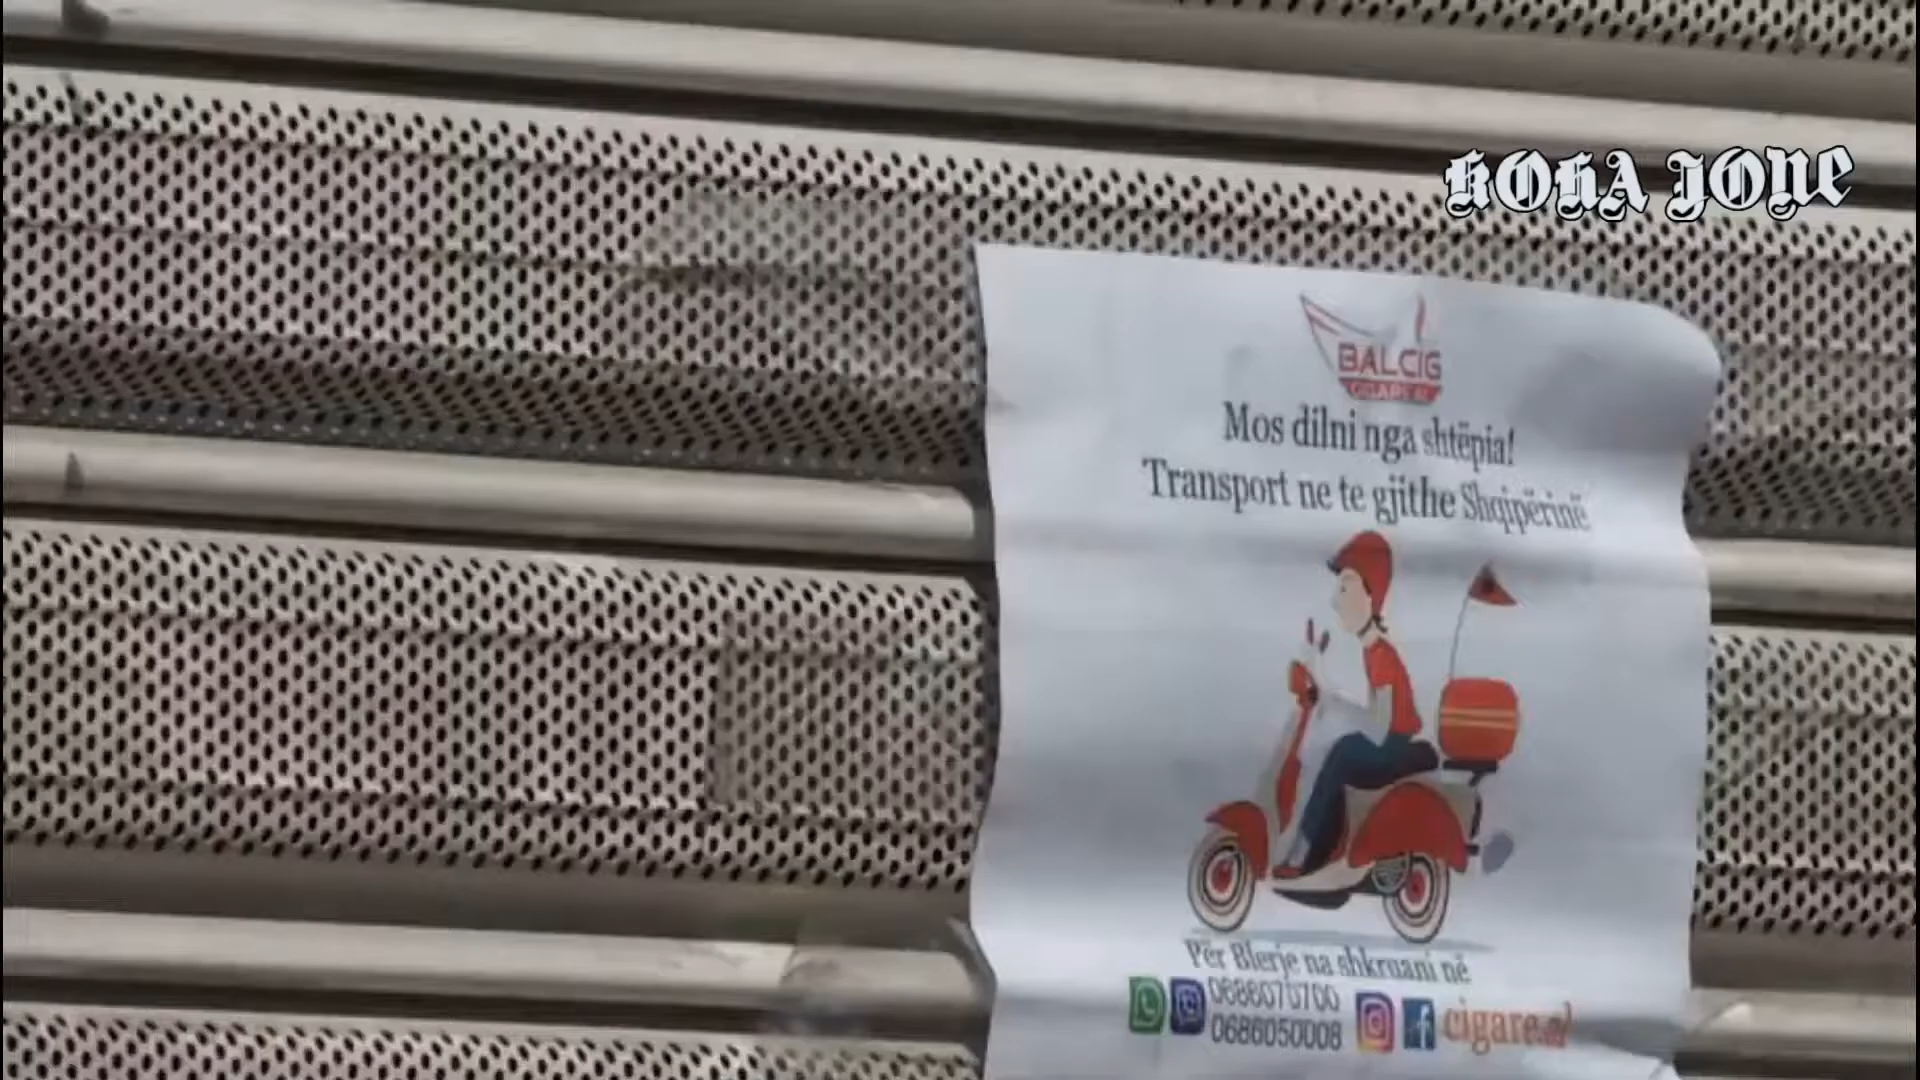 KOHA JONE
BALCIG
CIGARE.AL
Mos dilni nga shtëpia!
Transport ne te gjithe Shqipërinë
Për Blerje na shkruani në
0686070700
0686050008
cigare.al